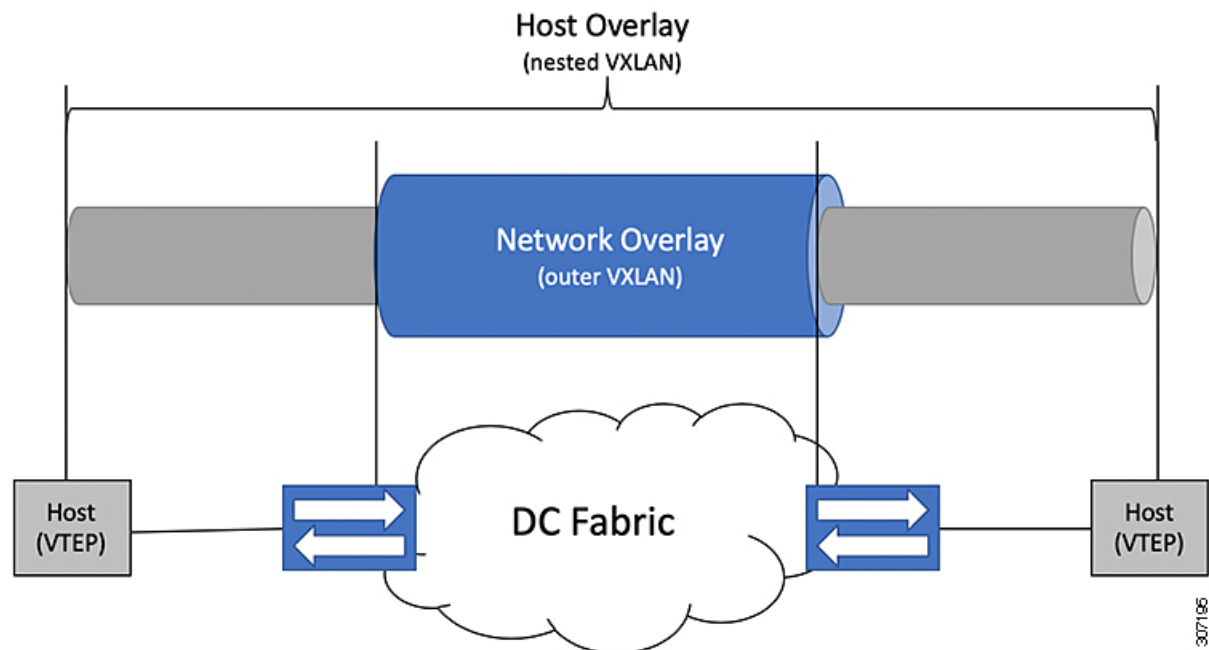 Host Overlay
(nested VXLAN)
Network Overlay
(outer VXLAN)
Host
(VTEP)
DC Fabric
Host
(VTEP)
307195